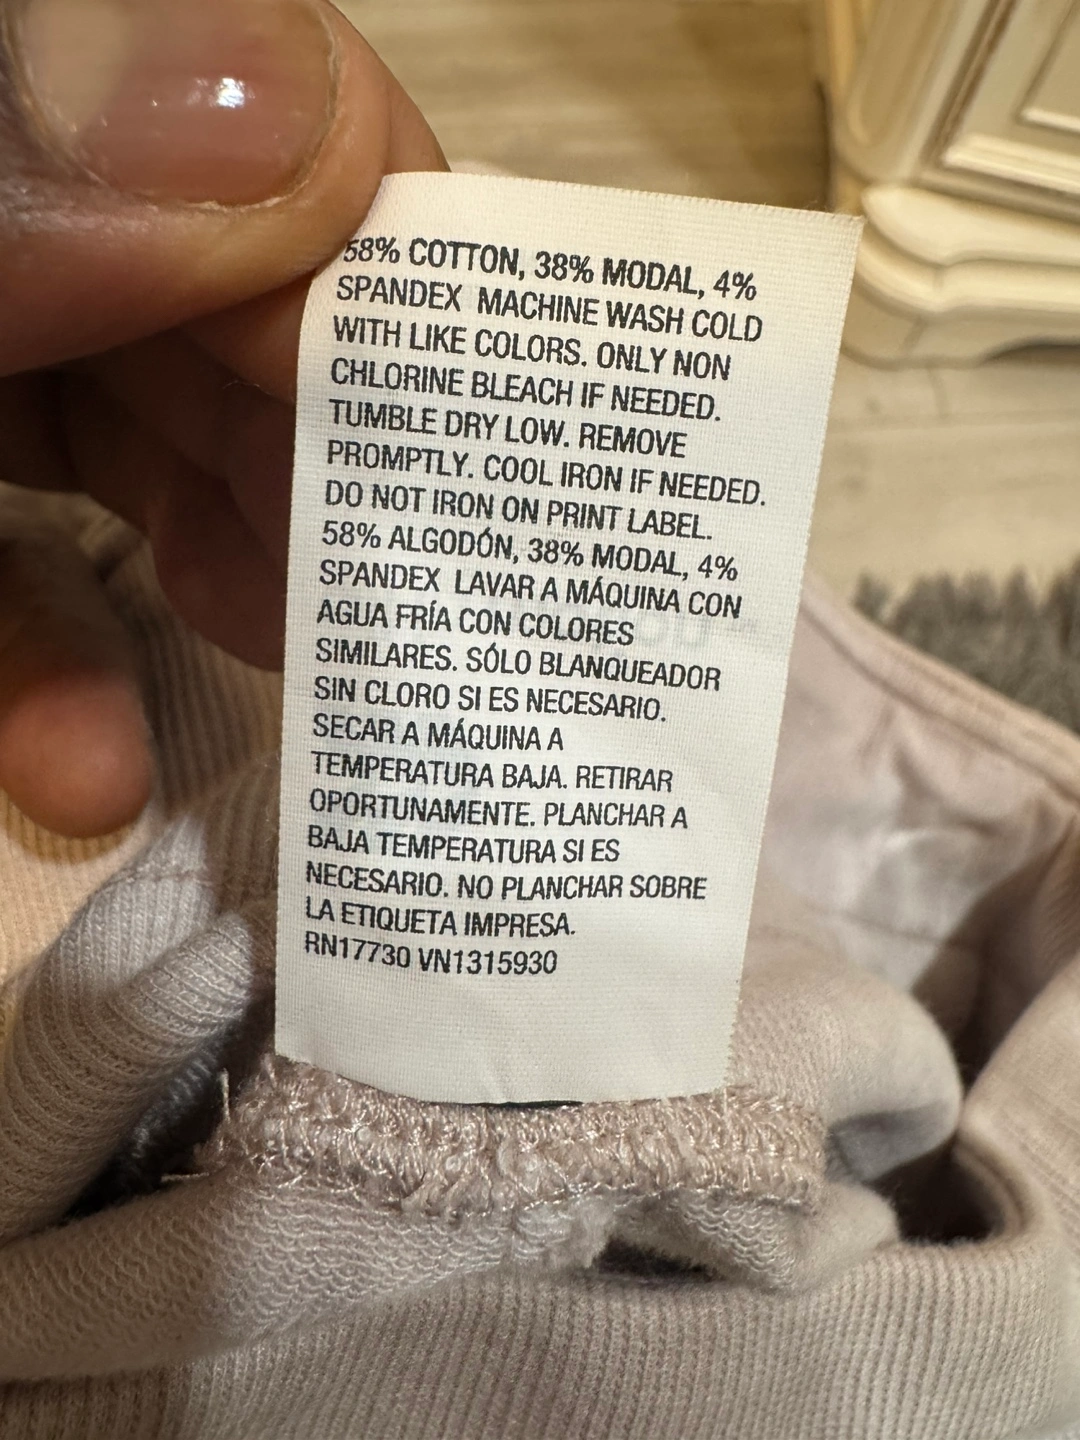 58% COTTON, 38% MODAL, 4%
SPANDEX MACHINE WASH COLD
WITH LIKE COLORS. ONLY NON
CHLORINE BLEACH IF NEEDED.
TUMBLE DRY LOW. REMOVE
PROMPTLY. COOL IRON IF NEEDED.
DO NOT IRON ON PRINT LABEL.
58% ALGODÓN, 38% MODAL, 4%
SPANDEX LAVAR A MÁQUINA CON
AGUA FRÍA CON COLORES
SIMILARES. SÓLO BLANQUEADOR
SIN CLORO SI ES NECESARIO.
SECAR A MÁQUINA A
TEMPERATURA BAJA. RETIRAR
OPORTUNAMENTE. PLANCHAR A
BAJA TEMPERATURA SI ES
NECESARIO. NO PLANCHAR SOBRE
LA ETIQUETA IMPRESA.
RN17730 VN1315930